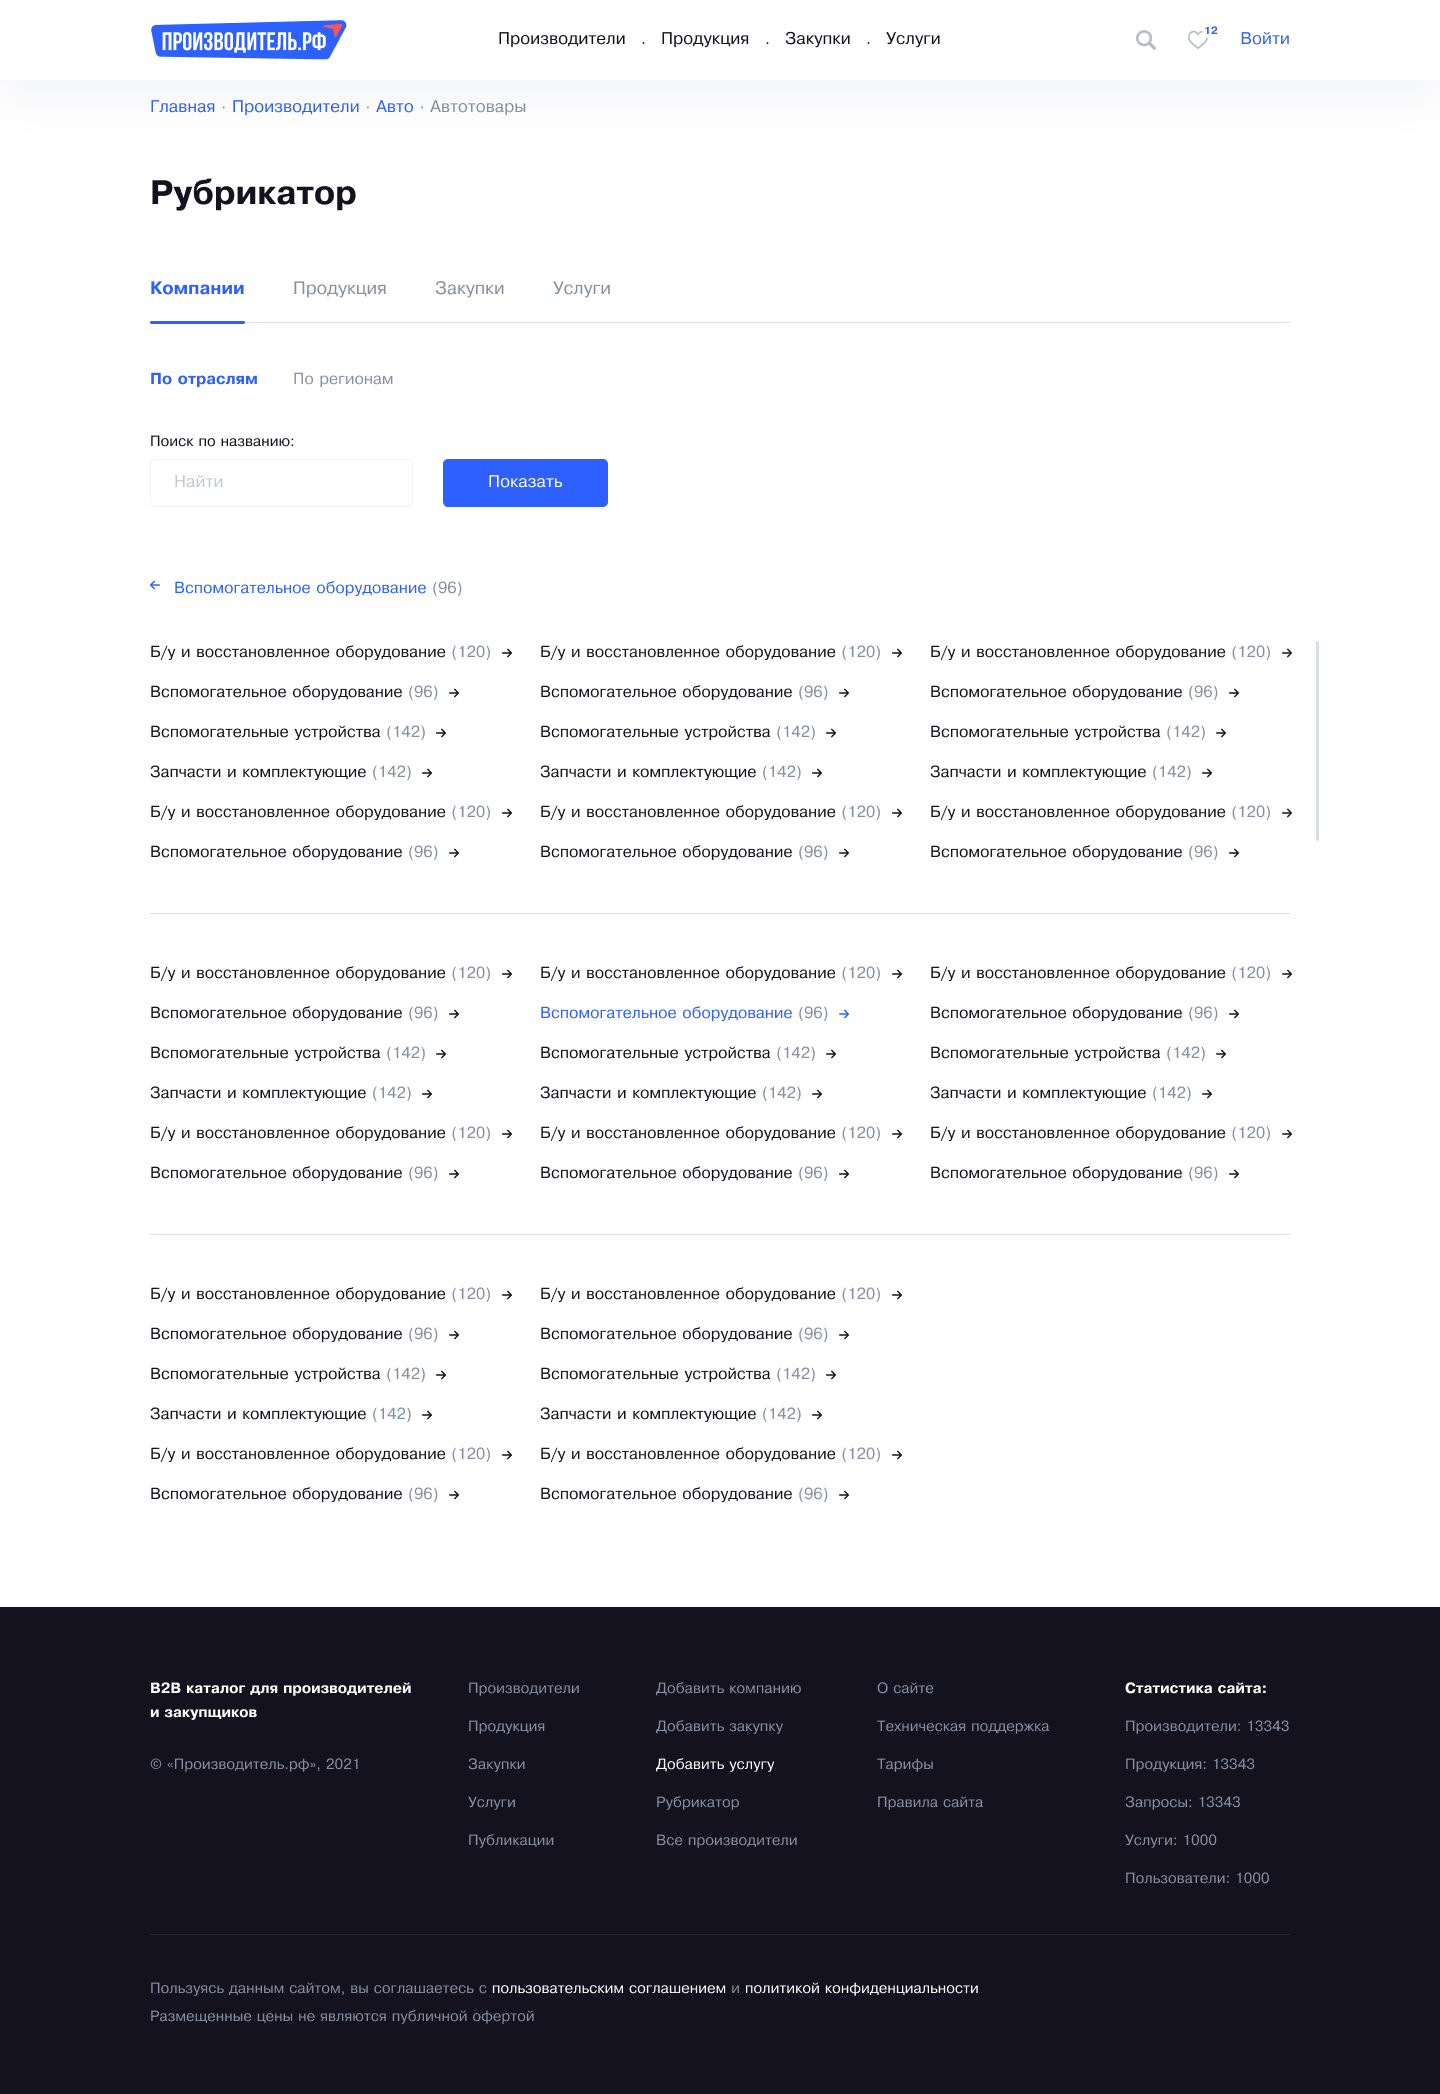 ПРОИЗВОДИТЕЛЬ.РФ
Производители . Продукция . Закупки . Услуги
12
Войти
Главная · Производители · Авто · Автотовары
Рубрикатор
Компании Продукция Закупки Услуги
По отраслям По регионам
Поиск по названию:
Найти Показать
← Вспомогательное оборудование (96)
Б/у и восстановленное оборудование (120) → Б/у и восстановленное оборудование (120) → Б/у и восстановленное оборудование (120) →
Вспомогательное оборудование (96) → Вспомогательное оборудование (96) → Вспомогательное оборудование (96) →
Вспомогательные устройства (142) → Вспомогательные устройства (142) → Вспомогательные устройства (142) →
Запчасти и комплектующие (142) → Запчасти и комплектующие (142) → Запчасти и комплектующие (142) →
Б/у и восстановленное оборудование (120) → Б/у и восстановленное оборудование (120) → Б/у и восстановленное оборудование (120) →
Вспомогательное оборудование (96) → Вспомогательное оборудование (96) → Вспомогательное оборудование (96) →
Б/у и восстановленное оборудование (120) → Б/у и восстановленное оборудование (120) → Б/у и восстановленное оборудование (120) →
Вспомогательное оборудование (96) → Вспомогательное оборудование (96) → Вспомогательное оборудование (96) →
Вспомогательные устройства (142) → Вспомогательные устройства (142) → Вспомогательные устройства (142) →
Запчасти и комплектующие (142) → Запчасти и комплектующие (142) → Запчасти и комплектующие (142) →
Б/у и восстановленное оборудование (120) → Б/у и восстановленное оборудование (120) → Б/у и восстановленное оборудование (120) →
Вспомогательное оборудование (96) → Вспомогательное оборудование (96) → Вспомогательное оборудование (96) →
Б/у и восстановленное оборудование (120) → Б/у и восстановленное оборудование (120) →
Вспомогательное оборудование (96) → Вспомогательное оборудование (96) →
Вспомогательные устройства (142) → Вспомогательные устройства (142) →
Запчасти и комплектующие (142) → Запчасти и комплектующие (142) →
Б/у и восстановленное оборудование (120) → Б/у и восстановленное оборудование (120) →
Вспомогательное оборудование (96) → Вспомогательное оборудование (96) →
B2B каталог для производителей
и закупщиков
© «Производитель.рф», 2021
Производители
Продукция
Закупки
Услуги
Публикации
Добавить компанию
Добавить закупку
Добавить услугу
Рубрикатор
Все производители
О сайте
Техническая поддержка
Тарифы
Правила сайта
Статистика сайта:
Производители: 13343
Продукция: 13343
Запросы: 13343
Услуги: 1000
Пользователи: 1000
Пользуясь данным сайтом, вы соглашаетесь с пользовательским соглашением и политикой конфиденциальности
Размещенные цены не являются публичной офертой